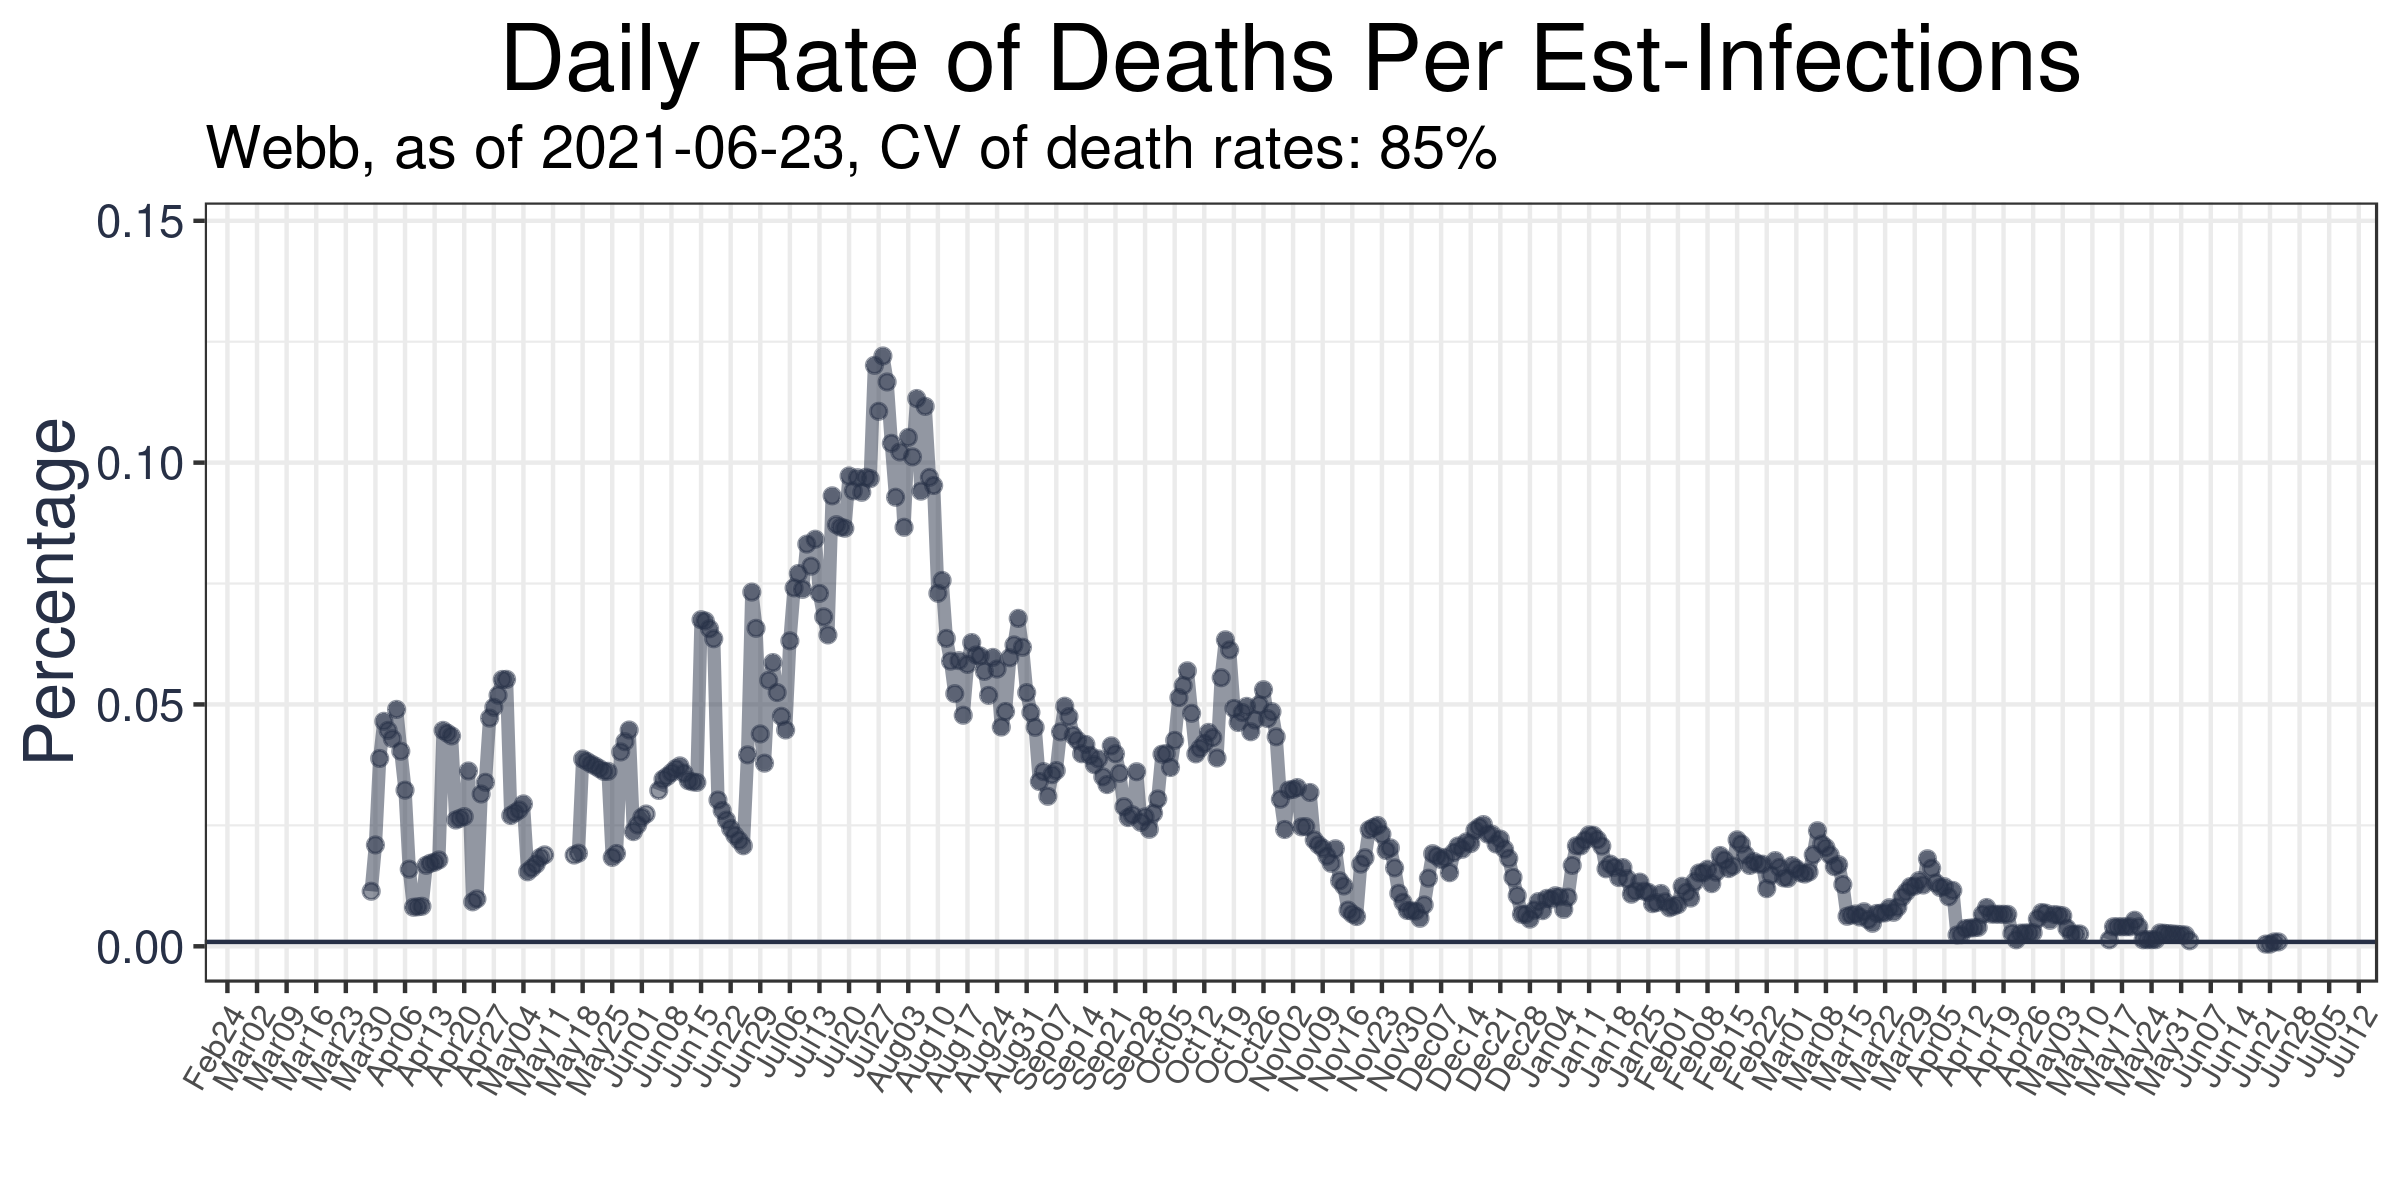 Daily Rate of Deaths Per Est-Infections
Webb, as of 2021-06-23, CV of death rates: 85%
Percentage
0.15
0.10
0.05
0.00
Feb24
Mar02
Mar09
Mar16
Mar23
Mar30
Apr06
Apr13
Apr20
Apr27
May04
May11
May18
May25
Jun01
Jun08
Jun15
Jun22
Jun29
Jul06
Jul13
Jul20
Jul27
Aug03
Aug10
Aug17
Aug24
Aug31
Sep07
Sep14
Sep21
Sep28
Oct05
Oct12
Oct19
Oct26
Nov02
Nov09
Nov16
Nov23
Nov30
Dec07
Dec14
Dec21
Dec28
Jan04
Jan11
Jan18
Jan25
Feb01
Feb08
Feb15
Feb22
Mar01
Mar08
Mar15
Mar22
Mar29
Apr05
Apr12
Apr19
Apr26
May03
May10
May17
May24
May31
Jun07
Jun14
Jun21
Jun28
Jul05
Jul12